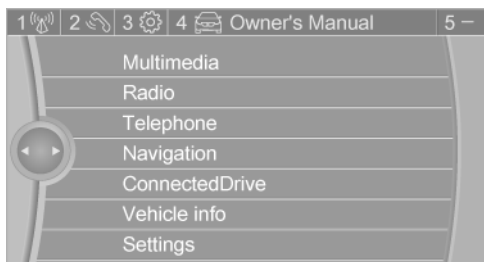 1 2 3 4 Owner's Manual 5 –
Multimedia
Radio
Telephone
Navigation
ConnectedDrive
Vehicle info
Settings